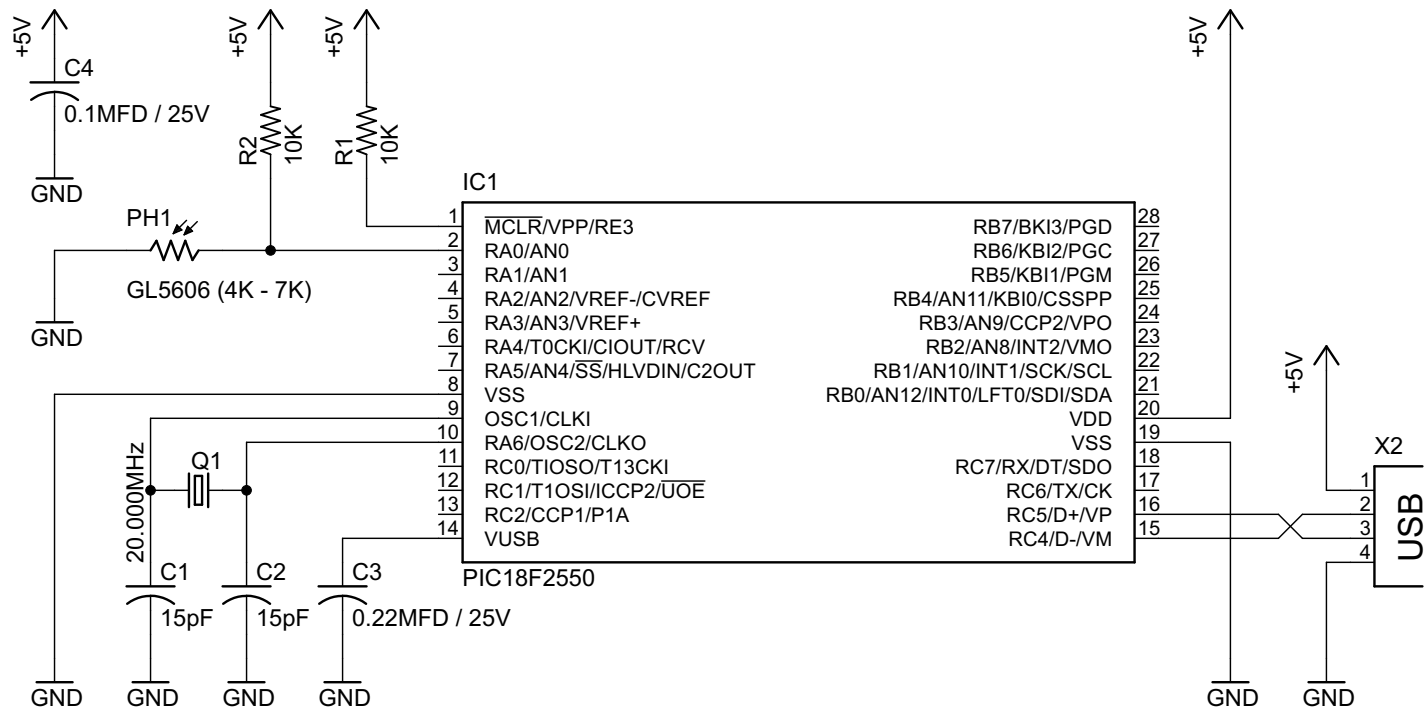 +5V
+5V
+5V
+5V
C4
0.1MFD / 25V
R2
10K
R1
10K
GND
IC1
PH1
GL5606 (4K - 7K)
GND
1 MCLR/VPP/RE3
2 RA0/AN0
3 RA1/AN1
4 RA2/AN2/VREF-/CVREF
5 RA3/AN3/VREF+
6 RA4/T0CKI/CIOUT/RCV
7 RA5/AN4/SS/HLVDIN/C2OUT
8 VSS
9 OSC1/CLKI
10 RA6/OSC2/CLKO
11 RC0/TIOSO/T13CKI
12 RC1/T1OSI/ICCP2/UOE
13 RC2/CCP1/P1A
14 VUSB
RB7/BKI3/PGD 28
RB6/KBI2/PGC 27
RB5/KBI1/PGM 26
RB4/AN11/KBI0/CSSPP 25
RB3/AN9/CCP2/VPO 24
RB2/AN8/INT2/VMO 23
RB1/AN10/INT1/SCK/SCL 22
RB0/AN12/INT0/LFT0/SDI/SDA 21
VDD 20
VSS 19
RC7/RX/DT/SDO 18
RC6/TX/CK 17
RC5/D+/VP 16
RC4/D-/VM 15
PIC18F2550
+5V
X2
1
2
3
4
USB
20.000MHz
Q1
C1
15pF
C2
15pF
C3
0.22MFD / 25V
GND
GND
GND
GND
GND
GND